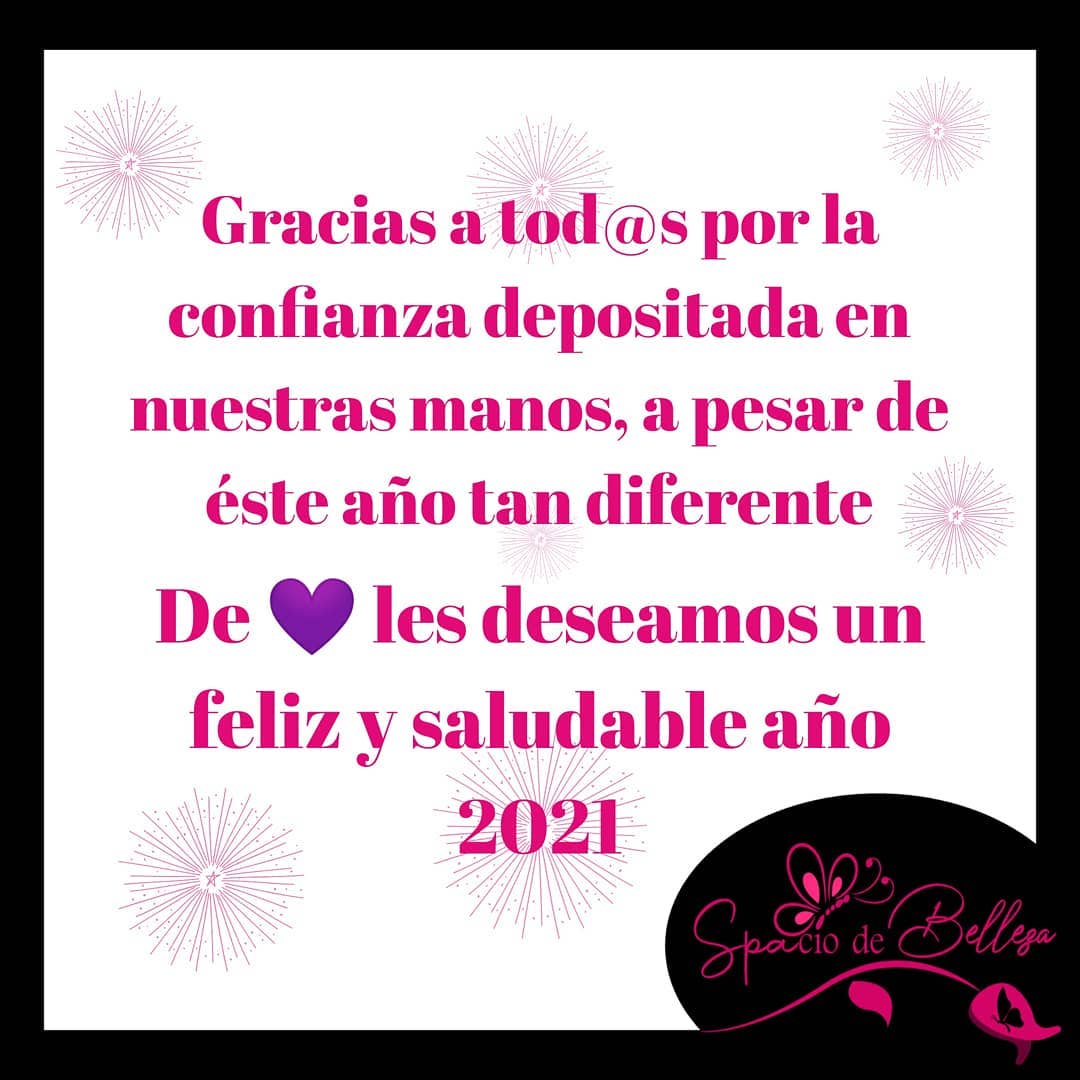 Gracias a tod@s por la
confianza depositada en
nuestras manos, a pesar de
éste año tan diferente
De 💜 les deseamos un
feliz y saludable año
2021
Spacio de Belleza